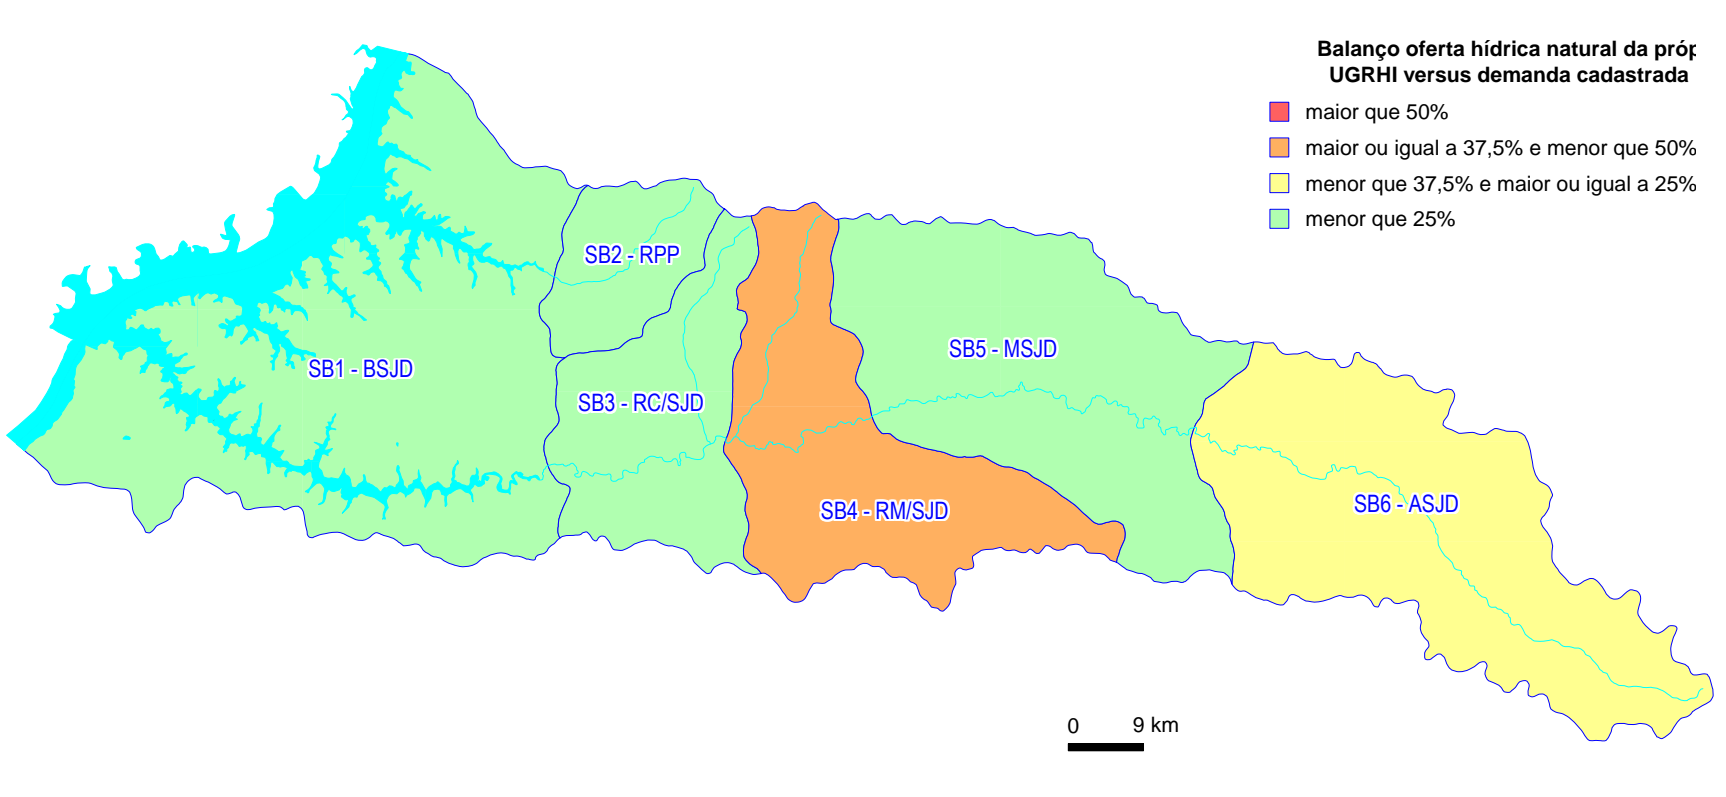 Balanço oferta hídrica natural da próp
UGRHI versus demanda cadastrada
maior que 50%
maior ou igual a 37,5% e menor que 50%
menor que 37,5% e maior ou igual a 25%
menor que 25%
SB2 - RPP
SB5 - MSJD
SB1 - BSJD
SB3 - RC/SJD
SB6 - ASJD
SB4 - RM/SJD
0 9 km